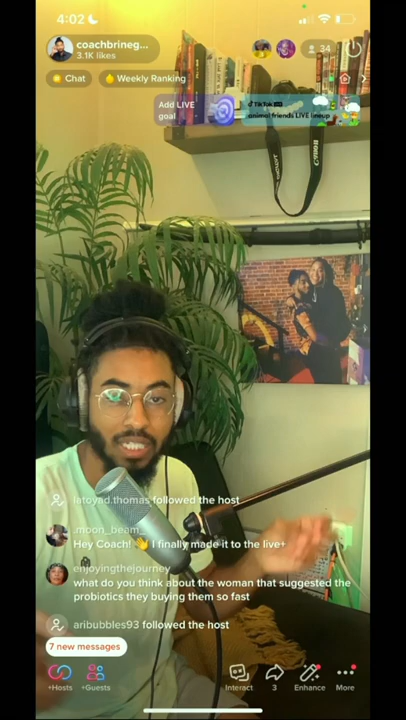 4:02
coachbrineg...
3.1K likes
34
Chat
Weekly Ranking
Add LIVE
goal
TikTok
animal friends LIVE lineup
CANON
latoyad.thomas followed the host
.moon_beam_
Hey Coach! 👋 I finally made it to the live+
enjoyingthejourney
what do you think about the woman that suggested the
probiotics they buying them so fast
aribubbles93 followed the host
7 new messages
+Hosts
+Guests
Interact
3
Enhance
More